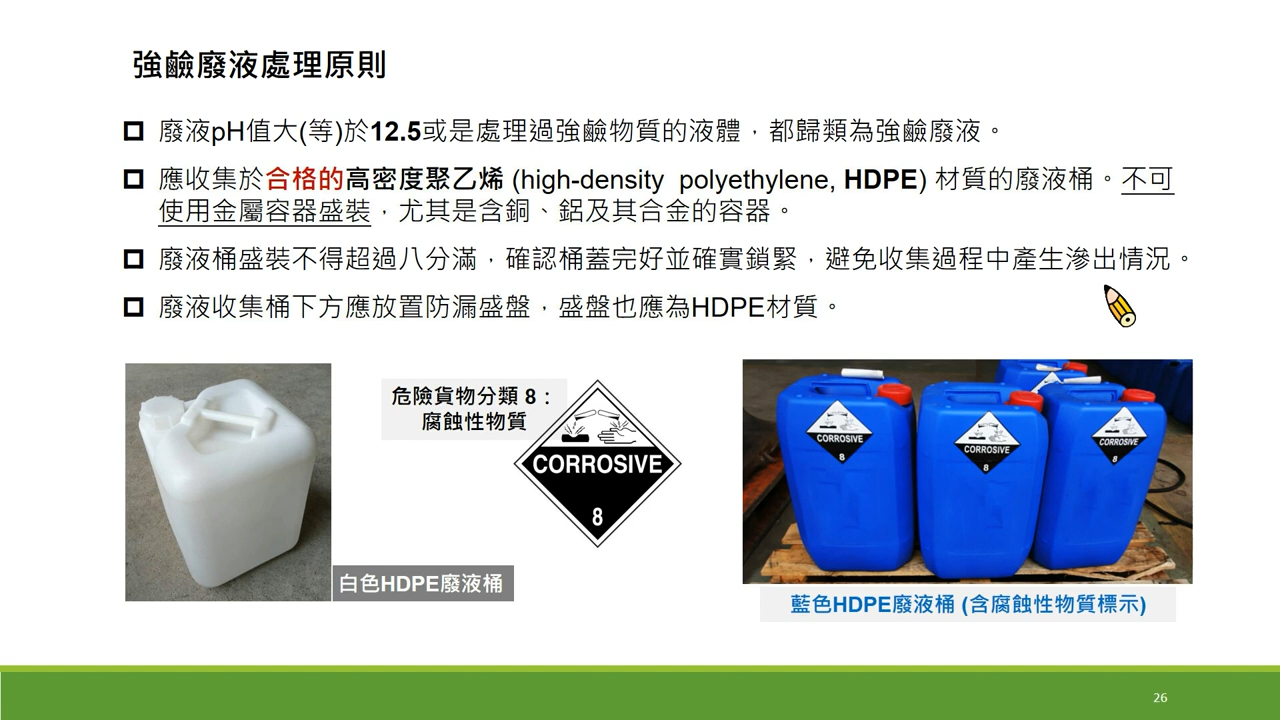 強鹼廢液處理原則
廢液pH值大(等)於12.5或是處理過強鹼物質的液體，都歸類為強鹼廢液。
應收集於合格的高密度聚乙烯 (high-density polyethylene, HDPE) 材質的廢液桶。不可
使用金屬容器盛裝，尤其是含銅、鋁及其合金的容器。
廢液桶盛裝不得超過八分滿，確認桶蓋完好並確實鎖緊，避免收集過程中產生滲出情況。
廢液收集桶下方應放置防漏盛盤，盛盤也應為HDPE材質。
危險貨物分類 8：
腐蝕性物質
CORROSIVE
8
白色HDPE廢液桶
CORROSIVE
8
CORROSIVE
8
CORROSIVE
8
藍色HDPE廢液桶 (含腐蝕性物質標示)
26